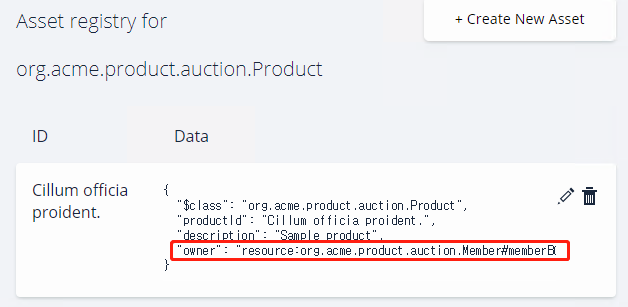 Asset registry for
+ Create New Asset
org.acme.product.auction.Product
ID Data
Cillum officia proident.
{
"$class": "org.acme.product.auction.Product",
"productId": "Cillum officia proident.",
"description": "Sample product",
"owner": "resource:org.acme.product.auction.Member#memberB
}